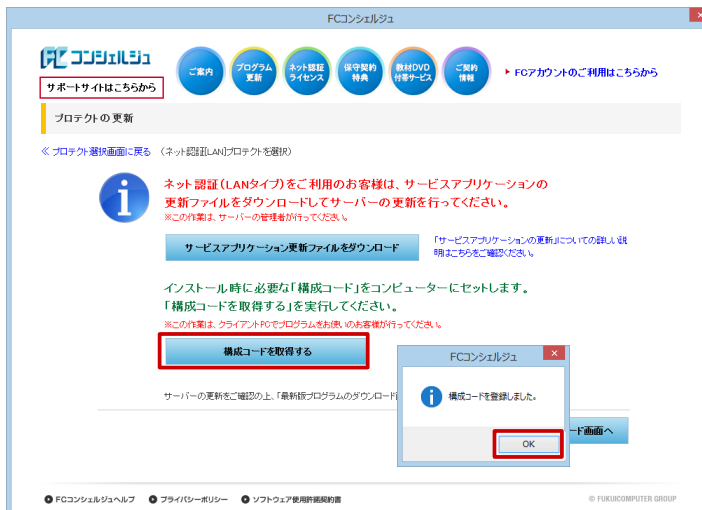 FCコンシェルジュ
FC コンシェルジュ
サポートサイトはこちらから
ご案内
プログラム
更新
ネット認証
ライセンス
保守契約
特典
教材DVD
付帯サービス
ご契約
情報
FCアカウントのご利用はこちらから
プロテクトの更新
≪ プロテクト選択画面に戻る (ネット認証[LAN]プロテクトを選択)
ネット認証(LANタイプ)をご利用のお客様は、サービスアプリケーションの
更新ファイルをダウンロードしてサーバーの更新を行ってください。
※この作業は、サーバーの管理者が行ってください。
サービスアプリケーション更新ファイルをダウンロード
「サービスアプリケーションの更新」についての詳しい説
明はこちらをご確認ください。
インストール時に必要な「構成コード」をコンピューターにセットします。
「構成コードを取得する」を実行してください。
※この作業は、クライアントPCでプログラムをお使いのお客様が行ってください。
構成コードを取得する
サーバーの更新をご確認の上、「最新版プログラムのダウンロード
ード画面へ
FCコンシェルジュ
構成コードを登録しました。
OK
FCコンシェルジュヘルプ プライバシーポリシー ソフトウェア使用許諾契約書
© FUKUICOMPUTER GROUP